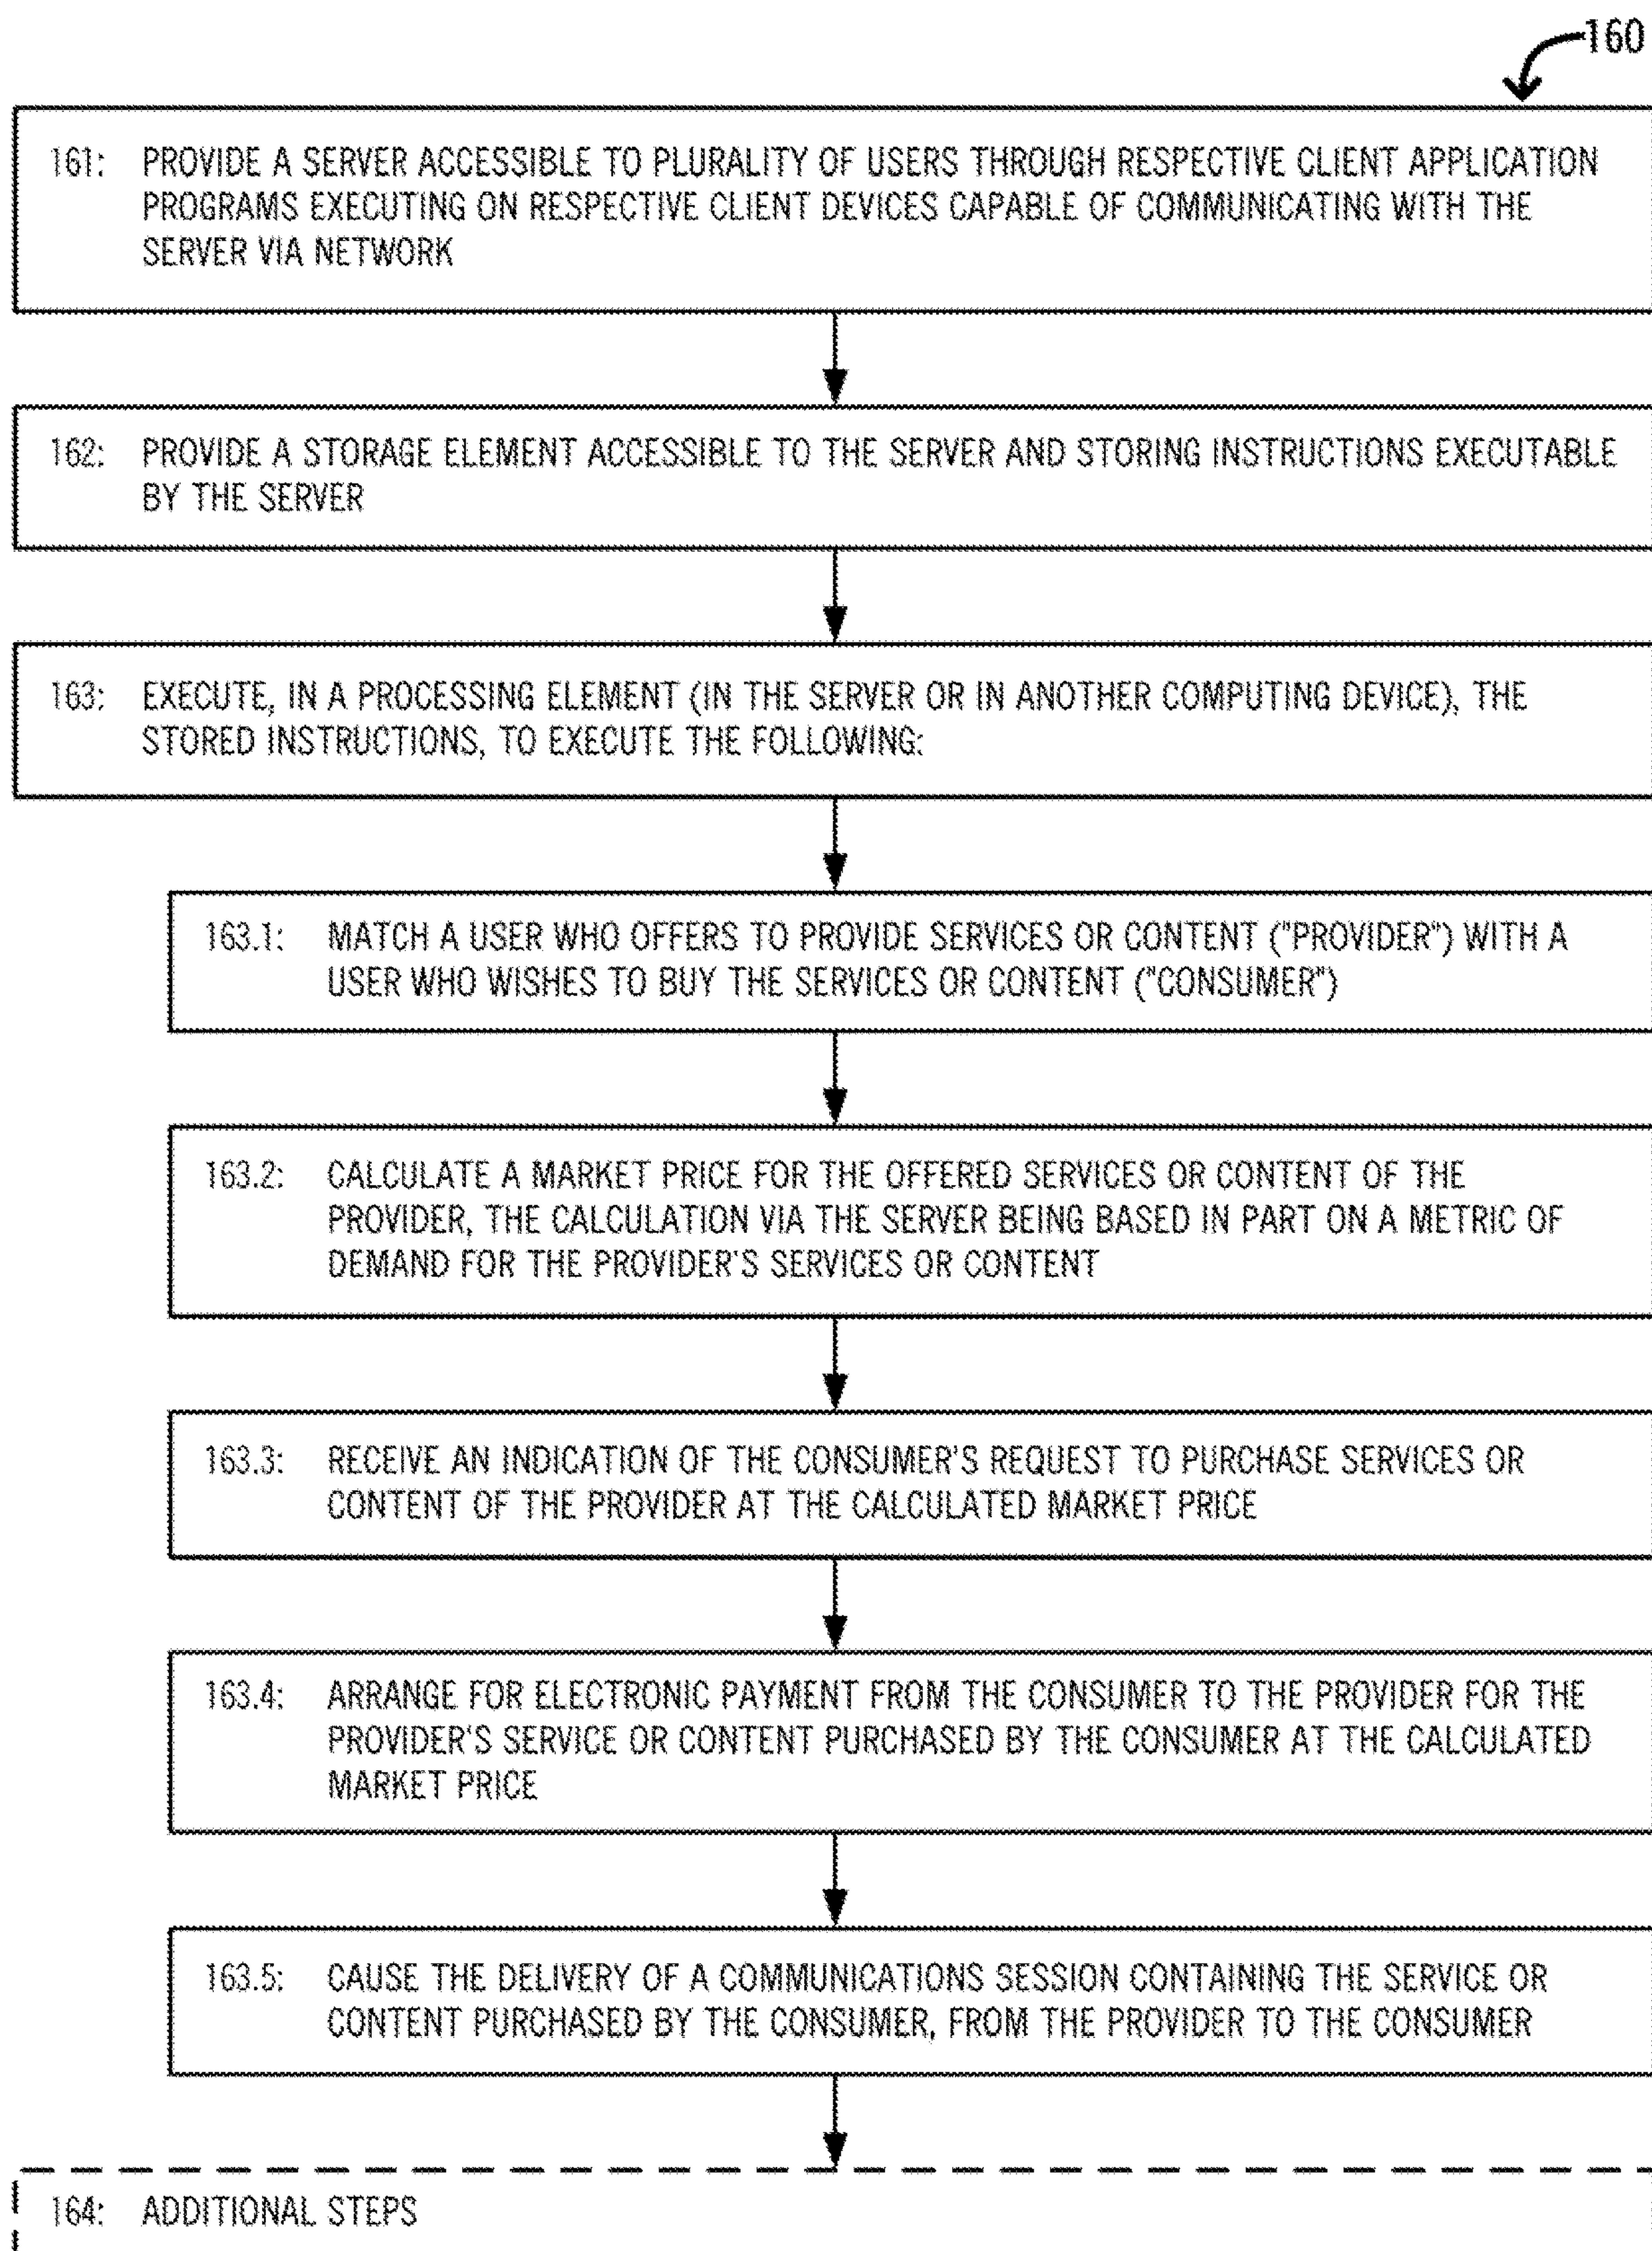 160
161: PROVIDE A SERVER ACCESSIBLE TO PLURALITY OF USERS THROUGH RESPECTIVE CLIENT APPLICATION
PROGRAMS EXECUTING ON RESPECTIVE CLIENT DEVICES CAPABLE OF COMMUNICATING WITH THE
SERVER VIA NETWORK
162: PROVIDE A STORAGE ELEMENT ACCESSIBLE TO THE SERVER AND STORING INSTRUCTIONS EXECUTABLE
BY THE SERVER
163: EXECUTE, IN A PROCESSING ELEMENT (IN THE SERVER OR IN ANOTHER COMPUTING DEVICE), THE
STORED INSTRUCTIONS, TO EXECUTE THE FOLLOWING:
163.1: MATCH A USER WHO OFFERS TO PROVIDE SERVICES OR CONTENT ("PROVIDER") WITH A
USER WHO WISHES TO BUY THE SERVICES OR CONTENT ("CONSUMER")
163.2: CALCULATE A MARKET PRICE FOR THE OFFERED SERVICES OR CONTENT OF THE
PROVIDER, THE CALCULATION VIA THE SERVER BEING BASED IN PART ON A METRIC OF
DEMAND FOR THE PROVIDER'S SERVICES OR CONTENT
163.3: RECEIVE AN INDICATION OF THE CONSUMER'S REQUEST TO PURCHASE SERVICES OR
CONTENT OF THE PROVIDER AT THE CALCULATED MARKET PRICE
163.4: ARRANGE FOR ELECTRONIC PAYMENT FROM THE CONSUMER TO THE PROVIDER FOR THE
PROVIDER'S SERVICE OR CONTENT PURCHASED BY THE CONSUMER AT THE CALCULATED
MARKET PRICE
163.5: CAUSE THE DELIVERY OF A COMMUNICATIONS SESSION CONTAINING THE SERVICE OR
CONTENT PURCHASED BY THE CONSUMER, FROM THE PROVIDER TO THE CONSUMER
164: ADDITIONAL STEPS